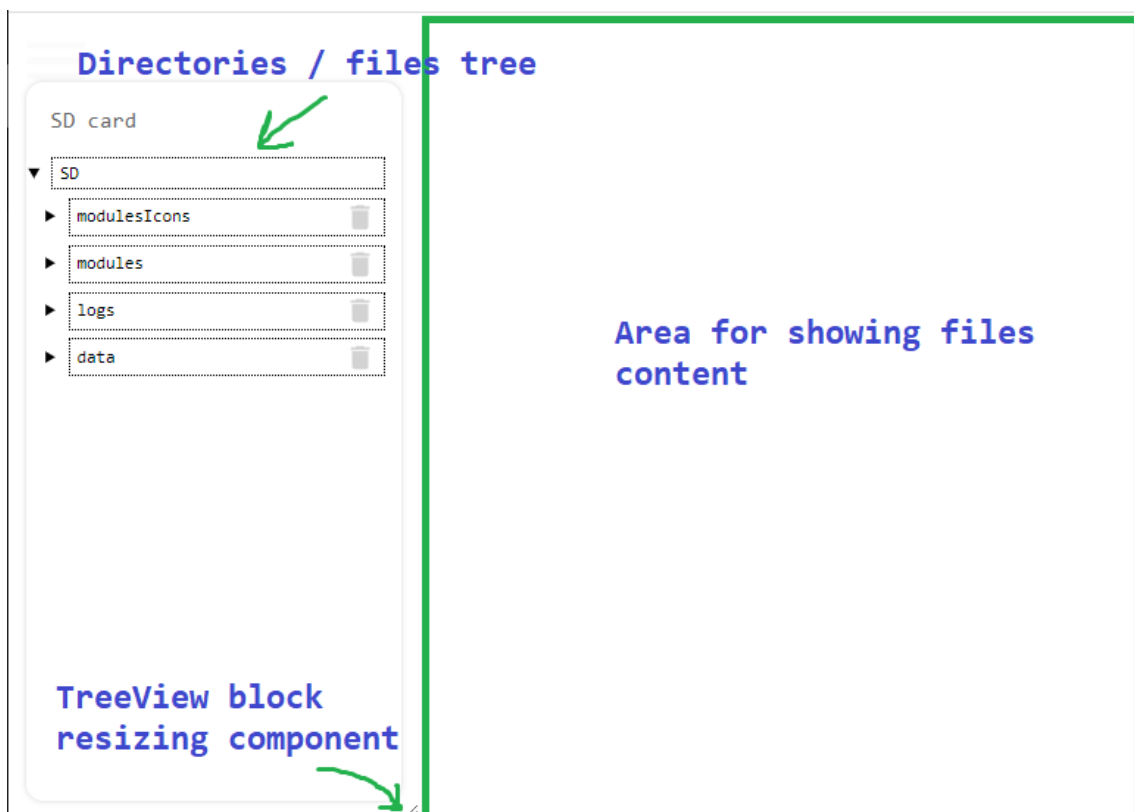 Directories / files tree
SD card
SD
modulesIcons
modules
logs
data
Area for showing files
content
TreeView block
resizing component